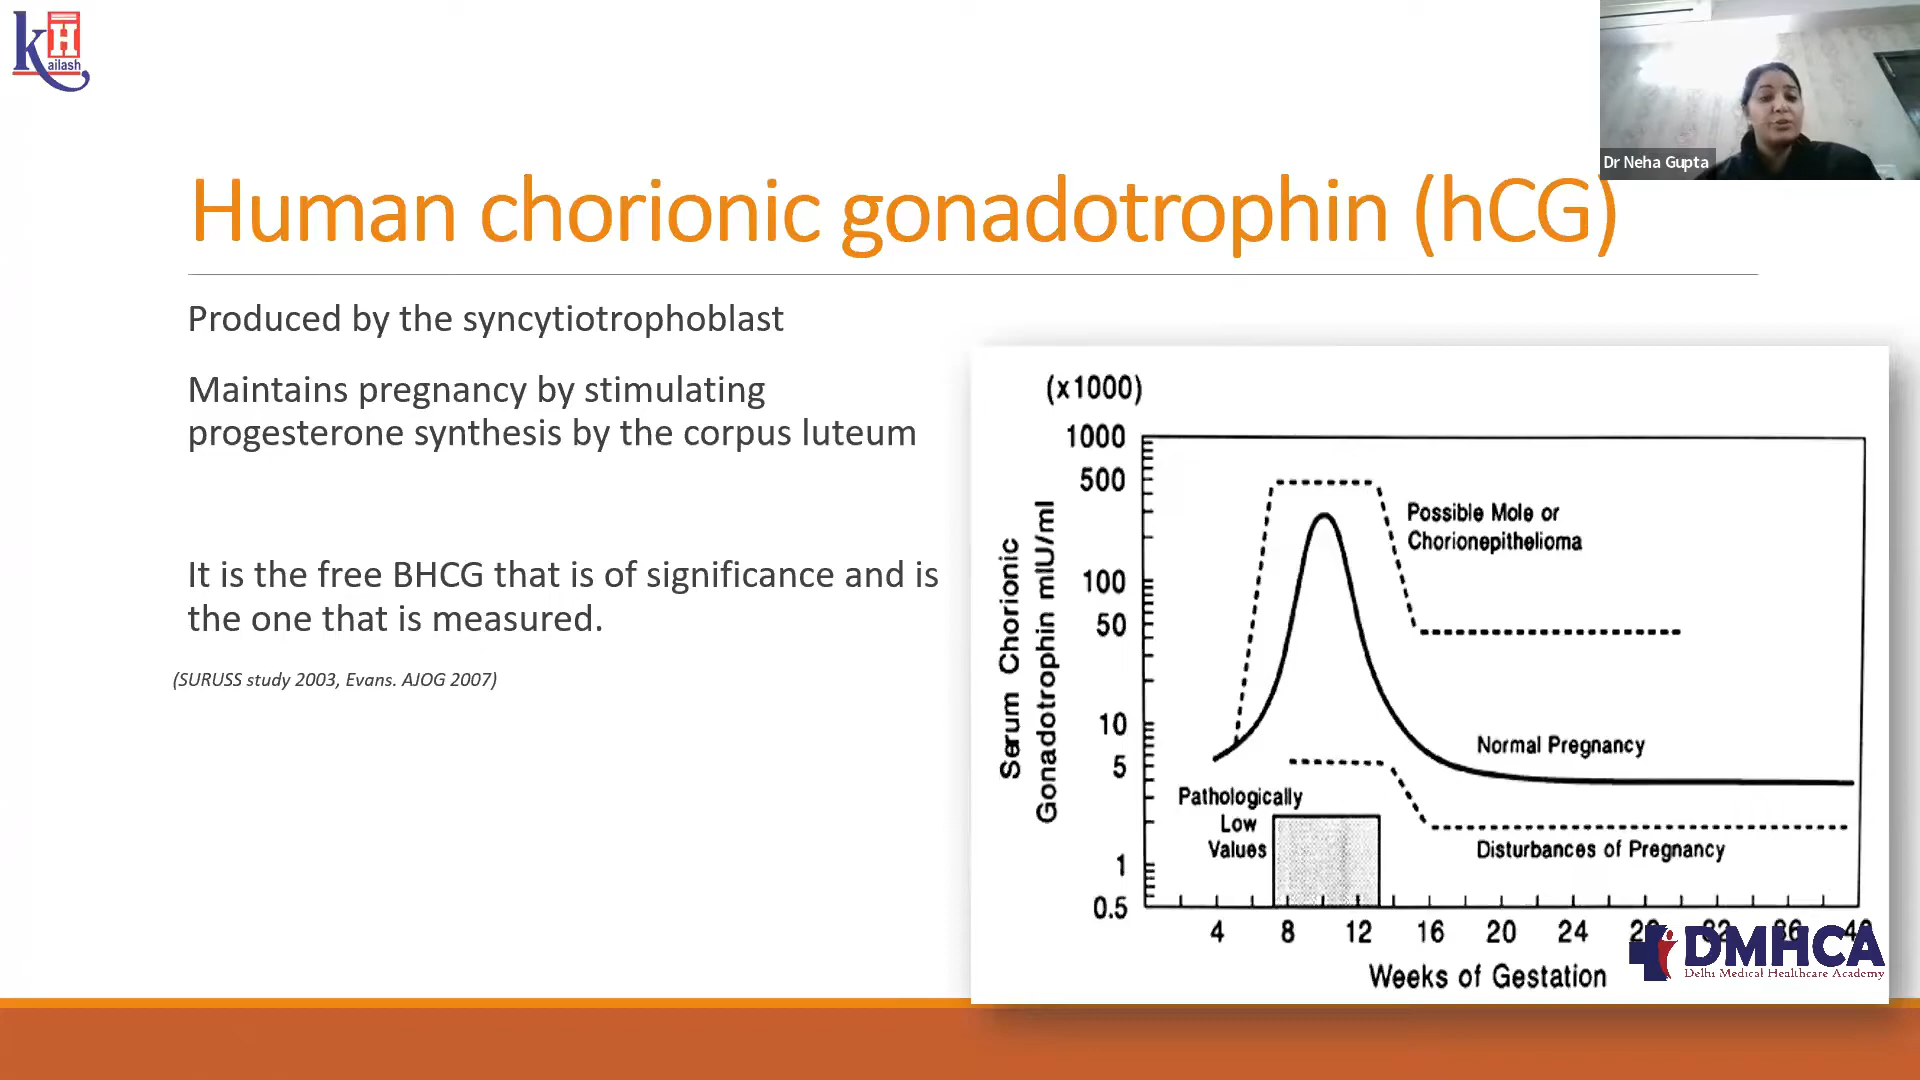 k H ailash
Dr Neha Gupta
Human chorionic gonadotrophin (hCG)
Produced by the syncytiotrophoblast
Maintains pregnancy by stimulating
progesterone synthesis by the corpus luteum
It is the free BHCG that is of significance and is
the one that is measured.
(SURUSS study 2003, Evans. AJOG 2007)
(x1000)
1000
500
100
50
10
5
1
0.5
Serum Chorionic
Gonadotrophin mIU/ml
Possible Mole or
Chorionepithelioma
Normal Pregnancy
Pathologically
Low
Values
Disturbances of Pregnancy
4 8 12 16 20 24 28 32 36 40
Weeks of Gestation
DMHCA
Delhi Medical Healthcare Academy